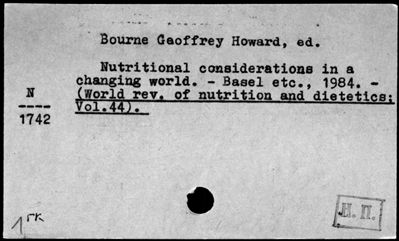 Bourne Geoffrey Howard, ed.
Nutritional considerations in a
changing world. - Basel etc., 1984. -
(World rev. of nutrition and dietetics;
Vol.44).
N
----
1742
1 БК
Н. П.